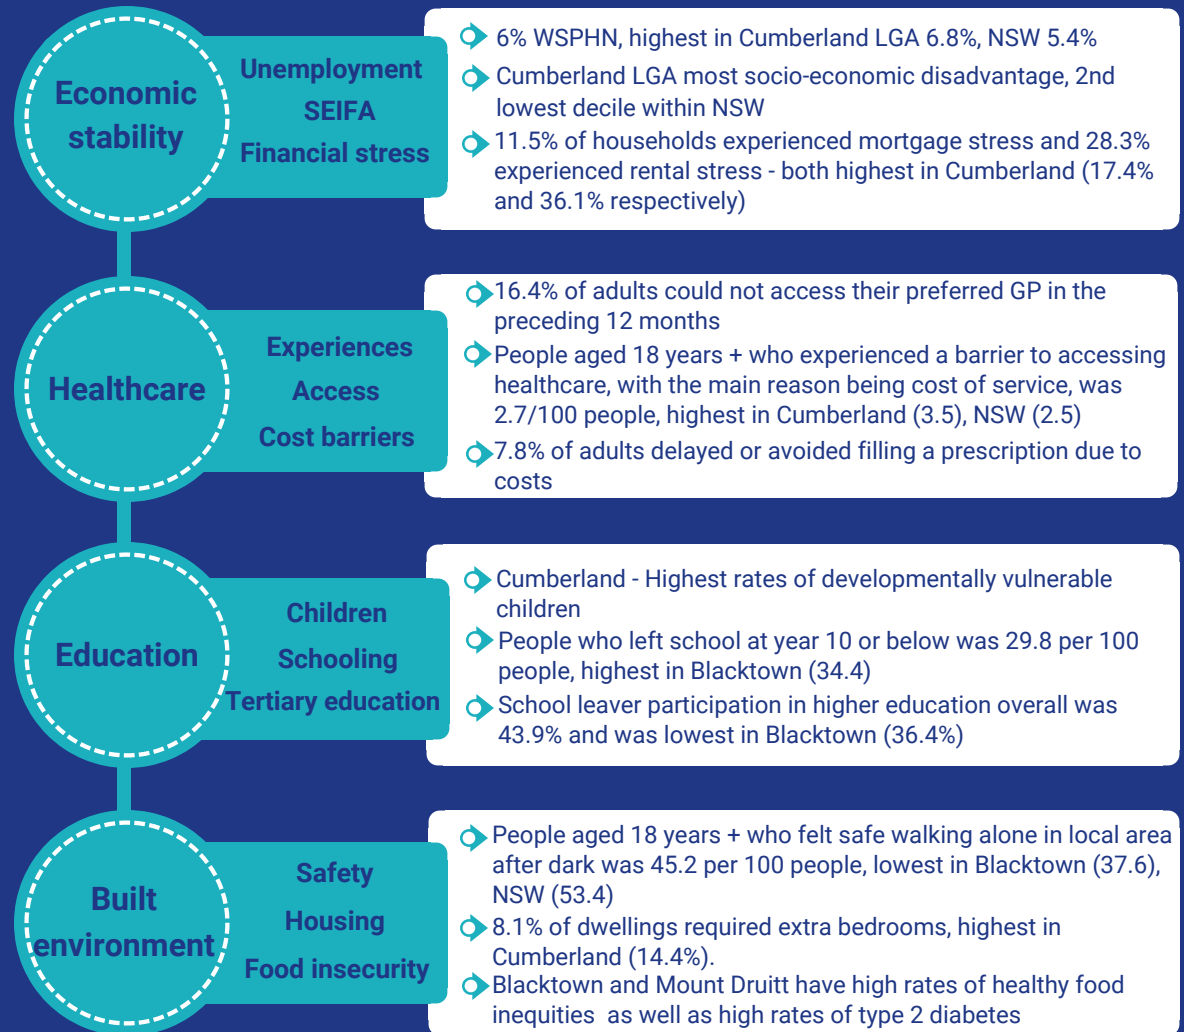 Economic
stability
Unemployment
SEIFA
Financial stress
6% WSPHN, highest in Cumberland LGA 6.8%, NSW 5.4%
Cumberland LGA most socio-economic disadvantage, 2nd
lowest decile within NSW
11.5% of households experienced mortgage stress and 28.3%
experienced rental stress - both highest in Cumberland (17.4%
and 36.1% respectively)
Healthcare
Experiences
Access
Cost barriers
16.4% of adults could not access their preferred GP in the
preceding 12 months
People aged 18 years + who experienced a barrier to accessing
healthcare, with the main reason being cost of service, was
2.7/100 people, highest in Cumberland (3.5), NSW (2.5)
7.8% of adults delayed or avoided filling a prescription due to
costs
Education
Children
Schooling
Tertiary education
Cumberland - Highest rates of developmentally vulnerable
children
People who left school at year 10 or below was 29.8 per 100
people, highest in Blacktown (34.4)
School leaver participation in higher education overall was
43.9% and was lowest in Blacktown (36.4%)
Built
environment
Safety
Housing
Food insecurity
People aged 18 years + who felt safe walking alone in local area
after dark was 45.2 per 100 people, lowest in Blacktown (37.6),
NSW (53.4)
8.1% of dwellings required extra bedrooms, highest in
Cumberland (14.4%).
Blacktown and Mount Druitt have high rates of healthy food
inequities as well as high rates of type 2 diabetes